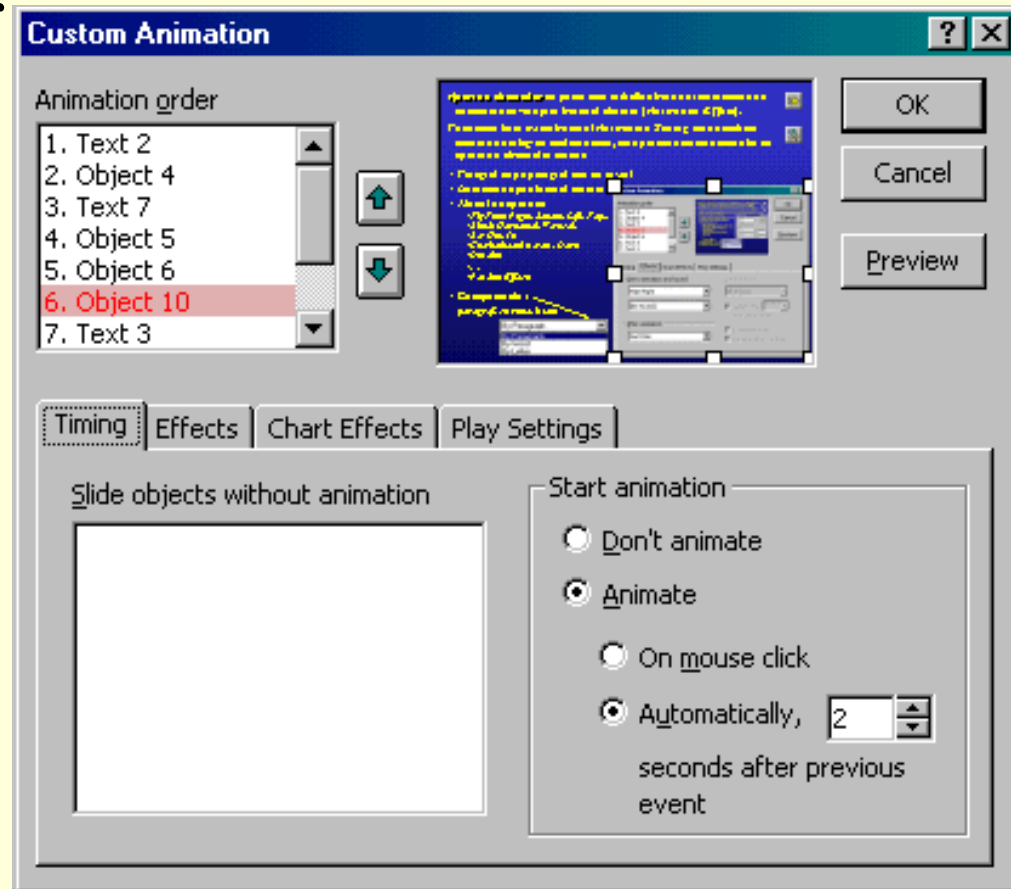 Custom Animation
Animation order
1. Text 2
2. Object 4
3. Text 7
4. Object 5
5. Object 6
6. Object 10
7. Text 3
OK
Cancel
Preview
Timing Effects Chart Effects Play Settings
Slide objects without animation
Start animation
Don't animate
Animate
On mouse click
Automatically, 2
seconds after previous
event